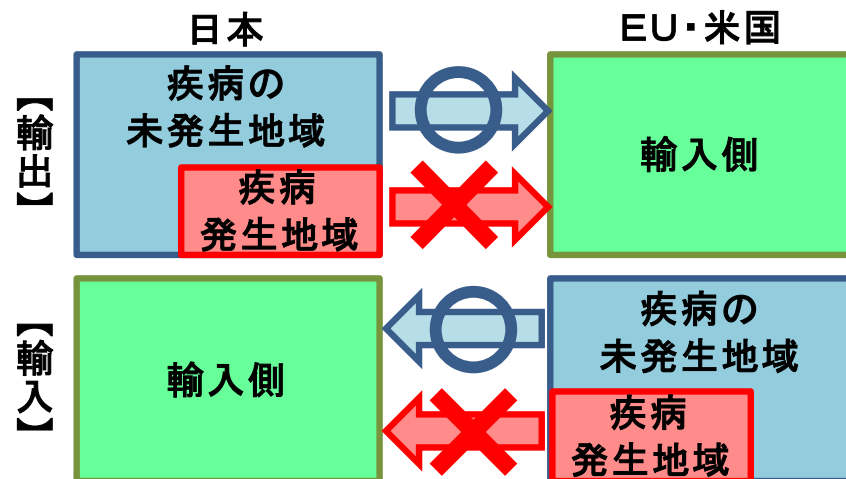 日本
EU・米国
【輸出】
疾病の
未発生地域
疾病
発生地域
輸入側
【輸入】
輸入側
疾病の
未発生地域
疾病
発生地域